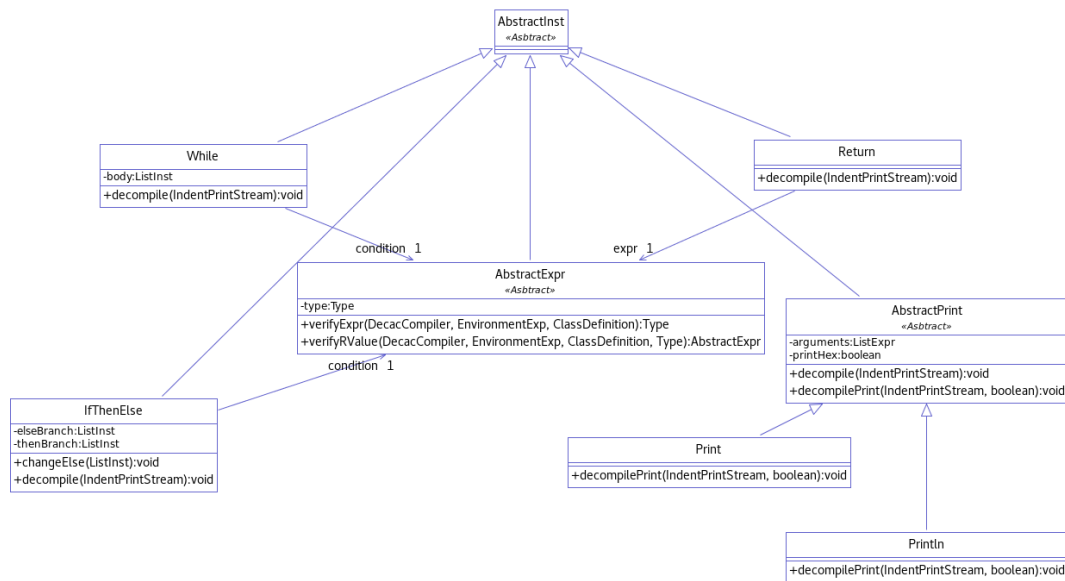 AbstractInst
«Asbtract»
While
-body:ListInst
+decompile(IndentPrintStream):void
Return
+decompile(IndentPrintStream):void
condition 1
expr 1
AbstractExpr
«Asbtract»
-type:Type
+verifyExpr(DecacCompiler, EnvironmentExp, ClassDefinition):Type
+verifyRValue(DecacCompiler, EnvironmentExp, ClassDefinition, Type):AbstractExpr
AbstractPrint
«Asbtract»
-arguments:ListExpr
-printHex:boolean
+decompile(IndentPrintStream):void
+decompilePrint(IndentPrintStream, boolean):void
condition 1
IfThenElse
-elseBranch:ListInst
-thenBranch:ListInst
+changeElse(ListInst):void
+decompile(IndentPrintStream):void
Print
+decompilePrint(IndentPrintStream, boolean):void
Println
+decompilePrint(IndentPrintStream, boolean):void